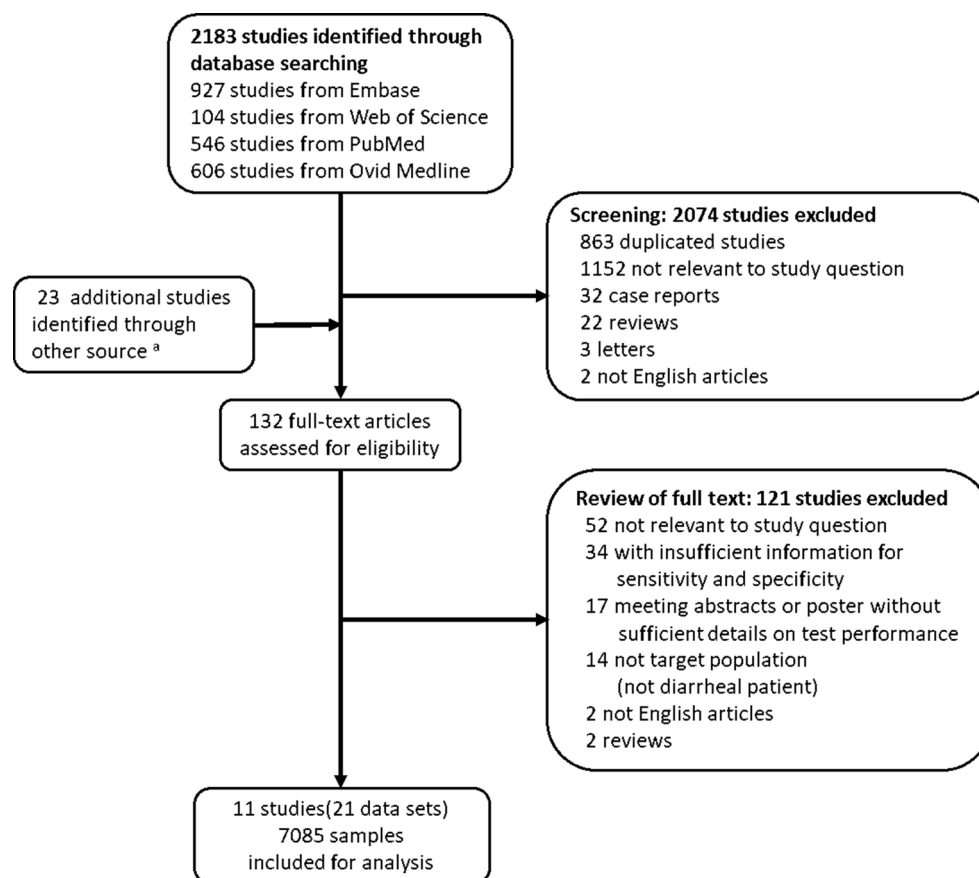 2183 studies identified through
database searching
927 studies from Embase
104 studies from Web of Science
546 studies from PubMed
606 studies from Ovid Medline
Screening: 2074 studies excluded
863 duplicated studies
1152 not relevant to study question
32 case reports
22 reviews
3 letters
2 not English articles
23 additional studies
identified through
other source a
132 full-text articles
assessed for eligibility
Review of full text: 121 studies excluded
52 not relevant to study question
34 with insufficient information for
sensitivity and specificity
17 meeting abstracts or poster without
sufficient details on test performance
14 not target population
(not diarrheal patient)
2 not English articles
2 reviews
11 studies(21 data sets)
7085 samples
included for analysis